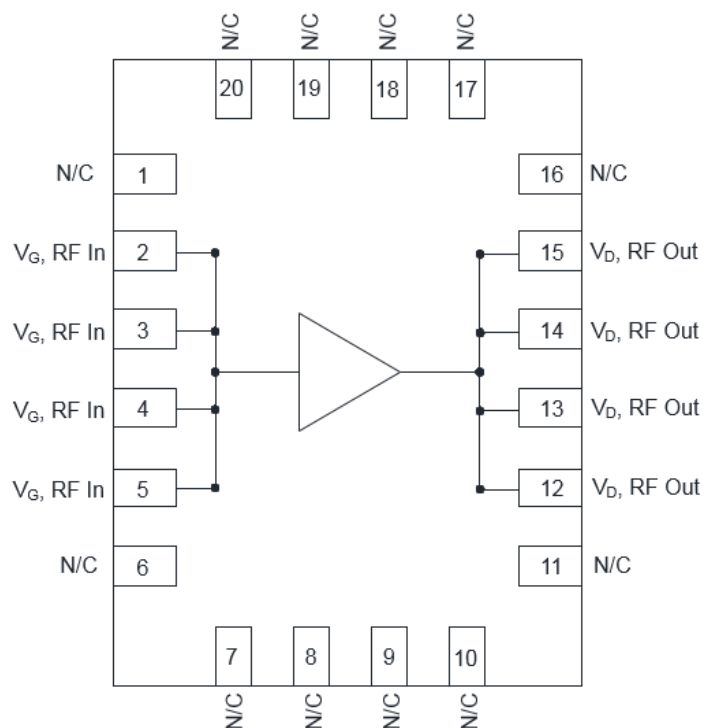 N/C N/C N/C N/C
20 19 18 17
N/C 1 16 N/C
V_G, RF In 2 15 V_D, RF Out
V_G, RF In 3 14 V_D, RF Out
V_G, RF In 4 13 V_D, RF Out
V_G, RF In 5 12 V_D, RF Out
N/C 6 11 N/C
7 8 9 10
N/C N/C N/C N/C